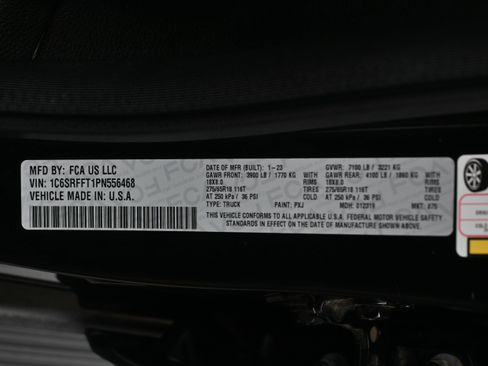 MFD BY: FCA US LLC
VIN: 1C6SRFFT1PN556468
VEHICLE MADE IN: U.S.A.
DATE OF MFR (BUILT): 1-23 GVWR: 7100 LB / 3221 KG
GAWR FRONT: 3900 LB / 1770 KG WITH GAWR REAR: 4100 LB / 1860 KG WITH
18X8.0 RIMS 18X8.0 RIMS
275/65R18 116T TIRES 275/65R18 116T TIRES
AT 250 kPa / 36 PSI COLD AT 250 kPa / 36 PSI COLD
TYPE: TRUCK PAINT: PXJ MDH: 012319 MKT:
THIS VEHICLE CONFORMS TO ALL APPLICABLE U.S.A. FEDERAL MOTOR VEHICLE SAFETY
STANDARDS IN EFFECT ON THE DATE OF MANUFACTURE SHOWN ABOVE.